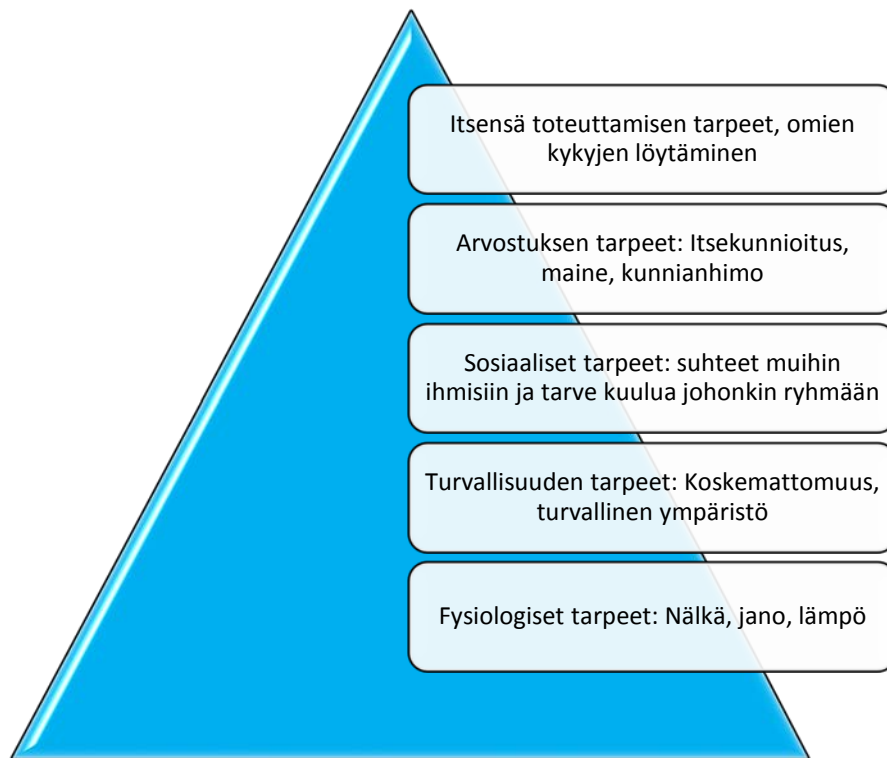 Itsensä toteuttamisen tarpeet, omien
kykyjen löytäminen
Arvostuksen tarpeet: Itsekunnioitus,
maine, kunnianhimo
Sosiaaliset tarpeet: suhteet muihin
ihmisiin ja tarve kuulua johonkin ryhmään
Turvallisuuden tarpeet: Koskemattomuus,
turvallinen ympäristö
Fysiologiset tarpeet: Nälkä, jano, lämpö